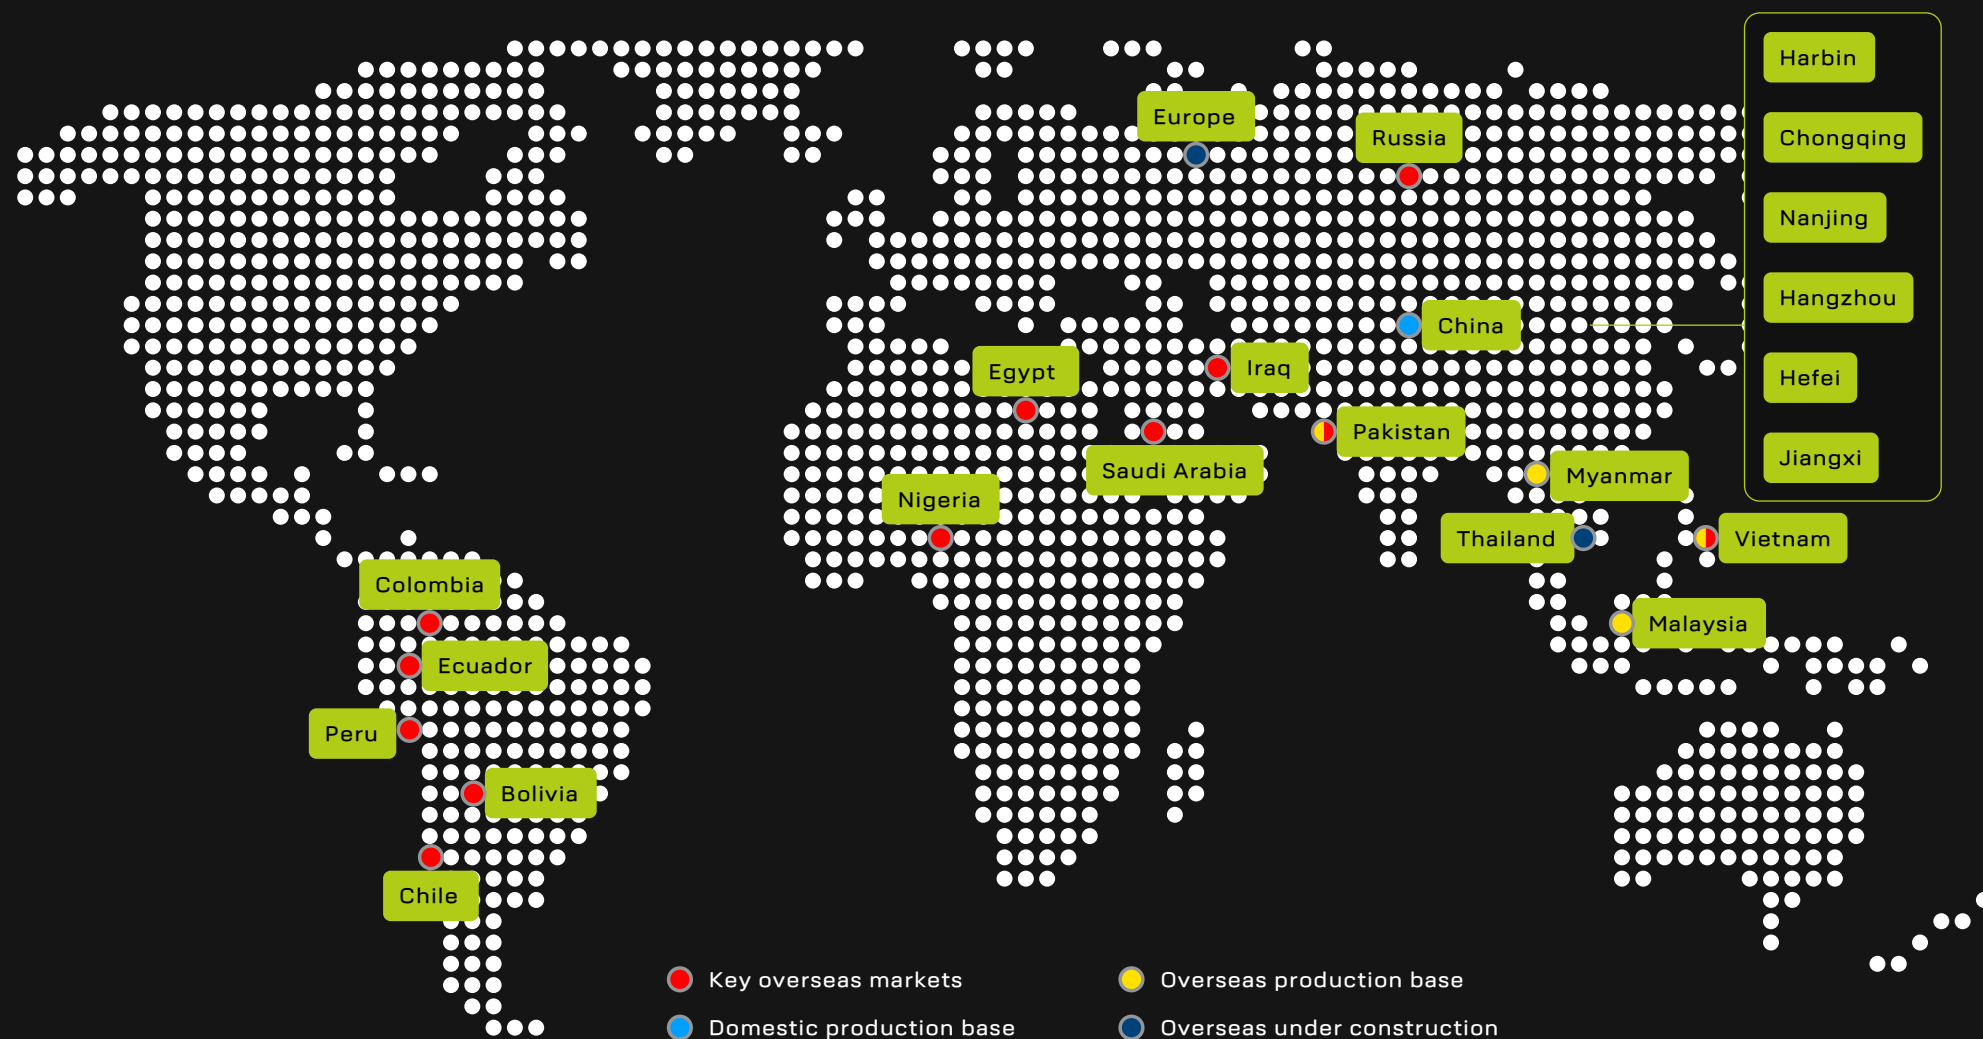 Harbin
Chongqing
Nanjing
Hangzhou
Hefei
Jiangxi
Europe
Russia
China
Iraq
Egypt
Pakistan
Saudi Arabia
Myanmar
Nigeria
Thailand
Vietnam
Colombia
Malaysia
Ecuador
Peru
Bolivia
Chile
Key overseas markets
Overseas production base
Domestic production base
Overseas under construction